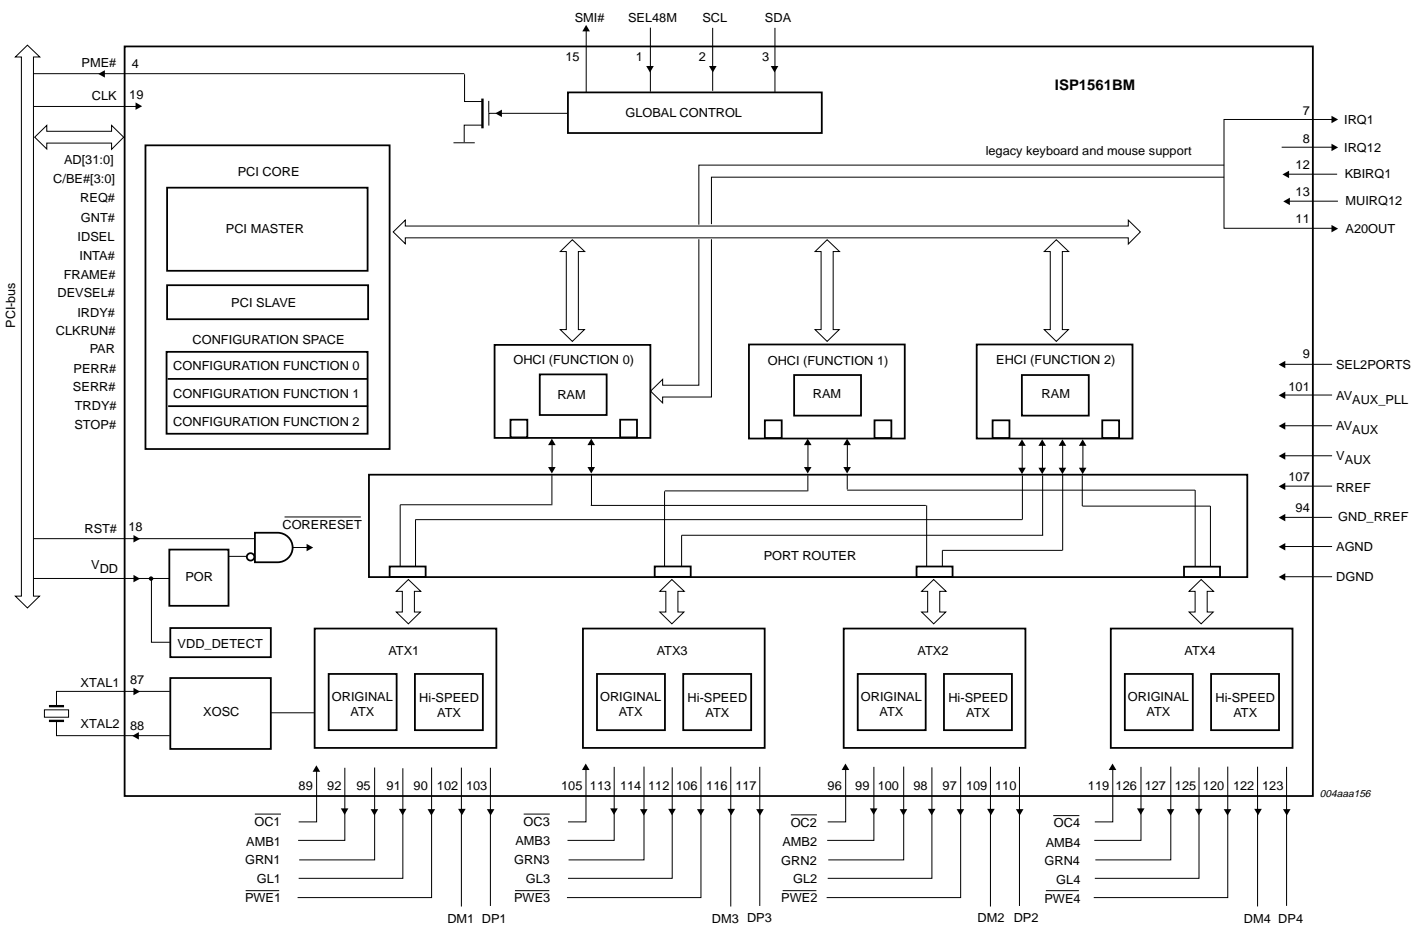 SMI# SEL48M SCL SDA
15 1 2 3
PME# 4
CLK 19
ISP1561BM
GLOBAL CONTROL
7 IRQ1
8 IRQ12
12 KBIRQ1
13 MUIRQ12
11 A20OUT
legacy keyboard and mouse support
PCI-bus
AD[31:0]
C/BE#[3:0]
REQ#
GNT#
IDSEL
INTA#
FRAME#
DEVSEL#
IRDY#
CLKRUN#
PAR
PERR#
SERR#
TRDY#
STOP#
PCI CORE
PCI MASTER
PCI SLAVE
CONFIGURATION SPACE
CONFIGURATION FUNCTION 0
CONFIGURATION FUNCTION 1
CONFIGURATION FUNCTION 2
OHCI (FUNCTION 0)
RAM
OHCI (FUNCTION 1)
RAM
EHCI (FUNCTION 2)
RAM
9 SEL2PORTS
101 AVAUX_PLL
AVAUX
VAUX
107 RREF
94 GND_RREF
AGND
DGND
RST# 18
CORERESET
VDD
POR
VDD_DETECT
PORT ROUTER
XTAL1 87
XTAL2 88
XOSC
ATX1
ORIGINAL ATX
Hi-SPEED ATX
ATX3
ORIGINAL ATX
Hi-SPEED ATX
ATX2
ORIGINAL ATX
Hi-SPEED ATX
ATX4
ORIGINAL ATX
Hi-SPEED ATX
89 92 95 91 90 102 103
105 113 114 112 106 116 117
96 99 100 98 97 109 110
119 126 127 125 120 122 123
004aaa156
OC1
AMB1
GRN1
GL1
PWE1
DM1 DP1
OC3
AMB3
GRN3
GL3
PWE3
DM3 DP3
OC2
AMB2
GRN2
GL2
PWE2
DM2 DP2
OC4
AMB4
GRN4
GL4
PWE4
DM4 DP4